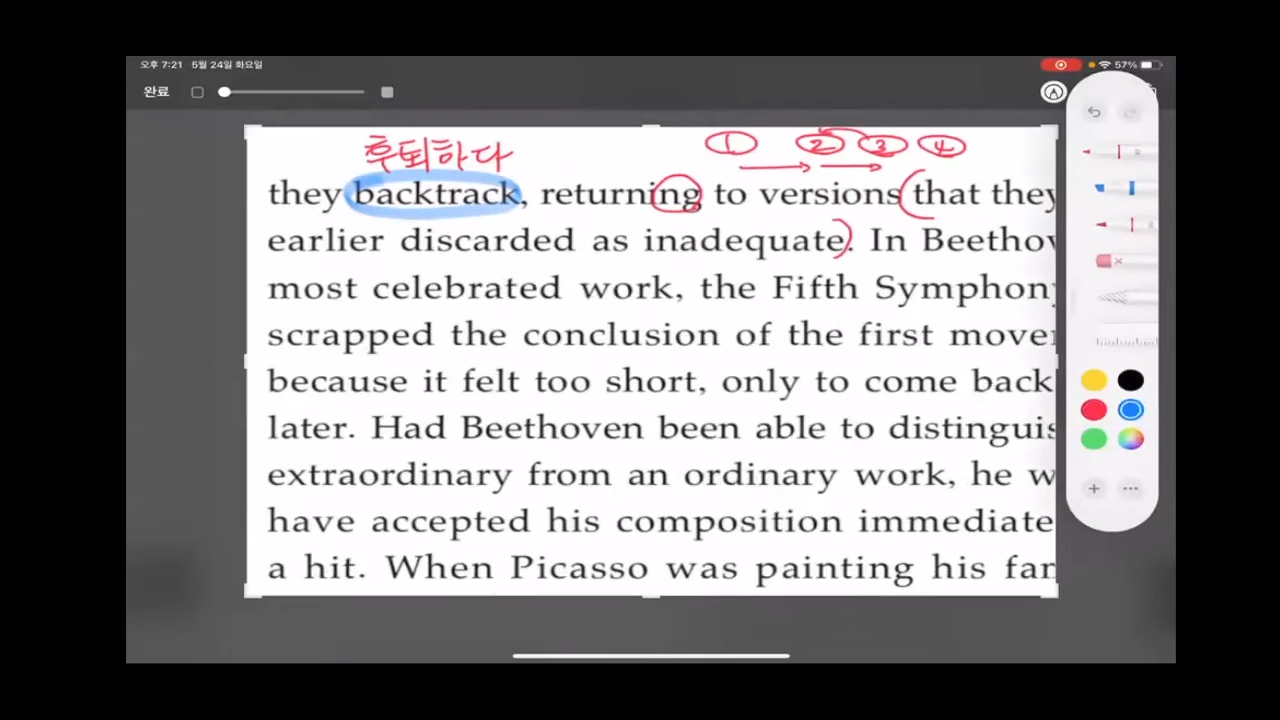 오후 7:21 5월 24일 화요일
57%
완료
후퇴하다 ① ② ③ ④
they backtrack, returning to versions (that they
earlier discarded as inadequate). In Beethov
most celebrated work, the Fifth Symphony
scrapped the conclusion of the first move
because it felt too short, only to come back
later. Had Beethoven been able to distinguis
extraordinary from an ordinary work, he w
have accepted his composition immediate
a hit. When Picasso was painting his fam